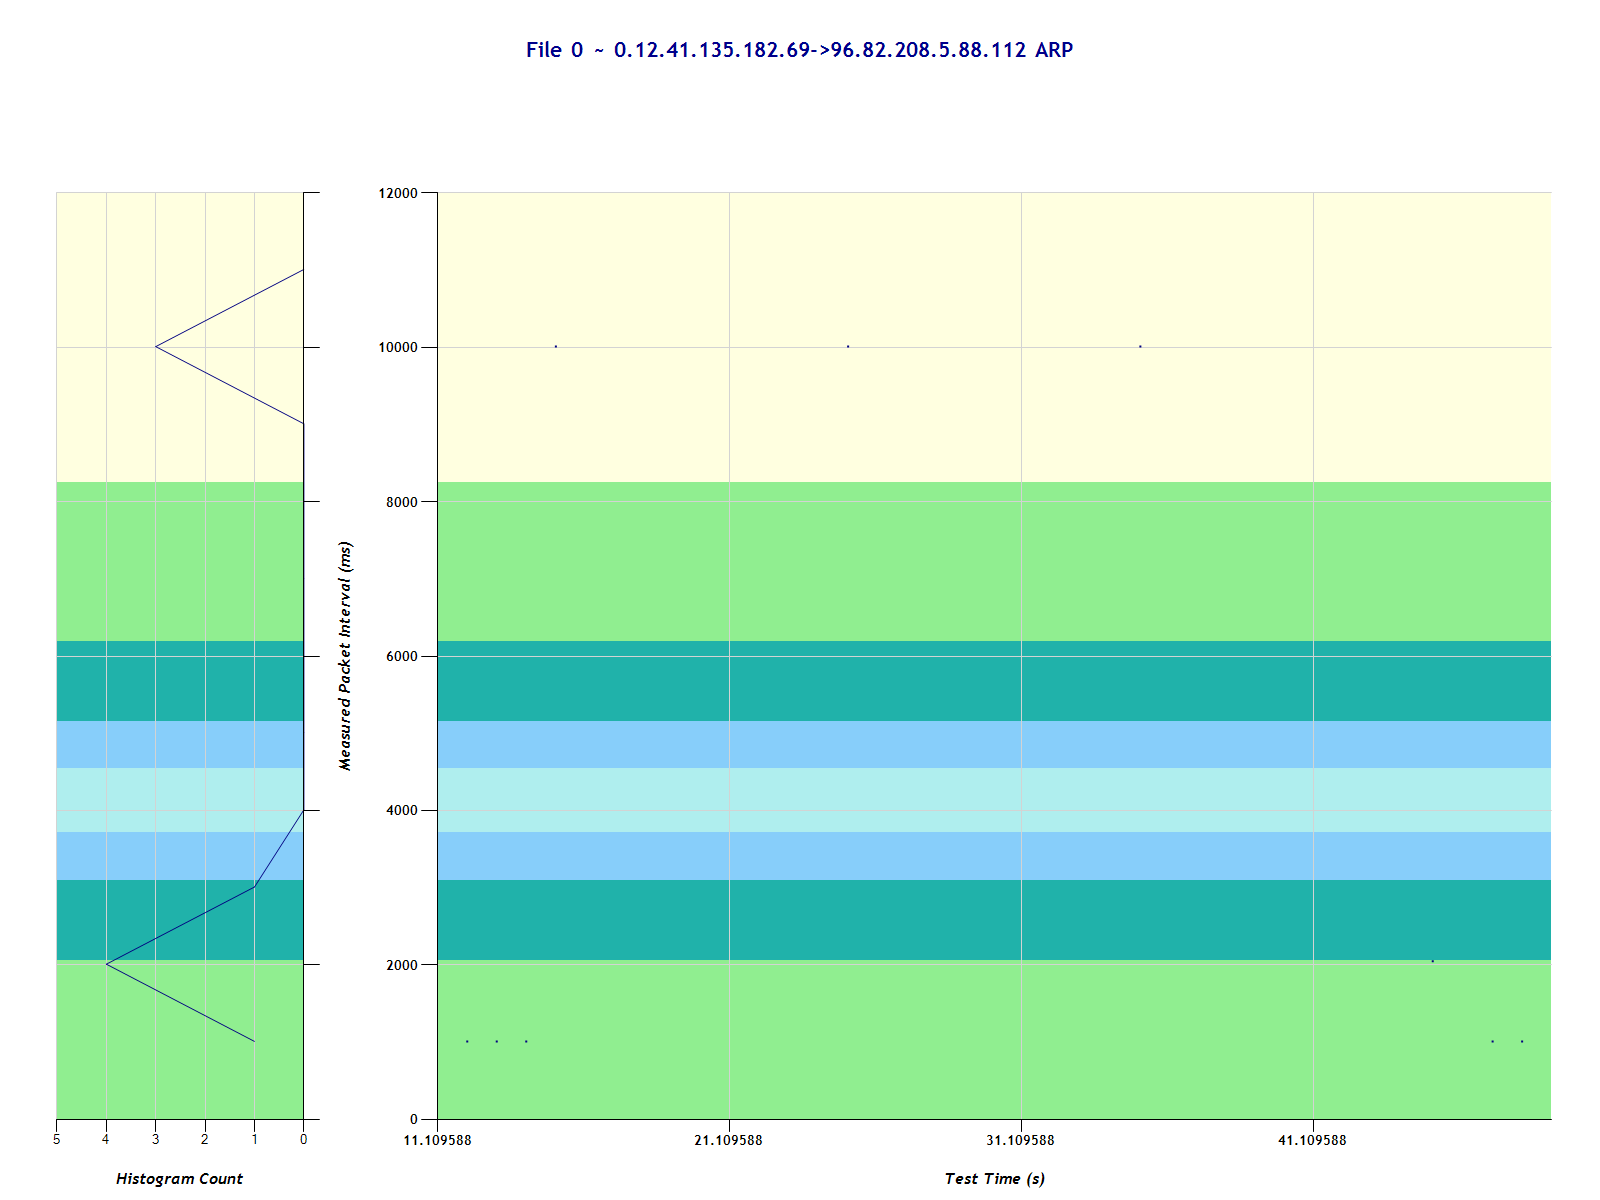 File 0 ~ 0.12.41.135.182.69->96.82.208.5.88.112 ARP
12000
10000
8000
6000
4000
2000
0
Measured Packet Interval (ms)
5 4 3 2 1 0
11.109588 21.109588 31.109588 41.109588
Histogram Count
Test Time (s)